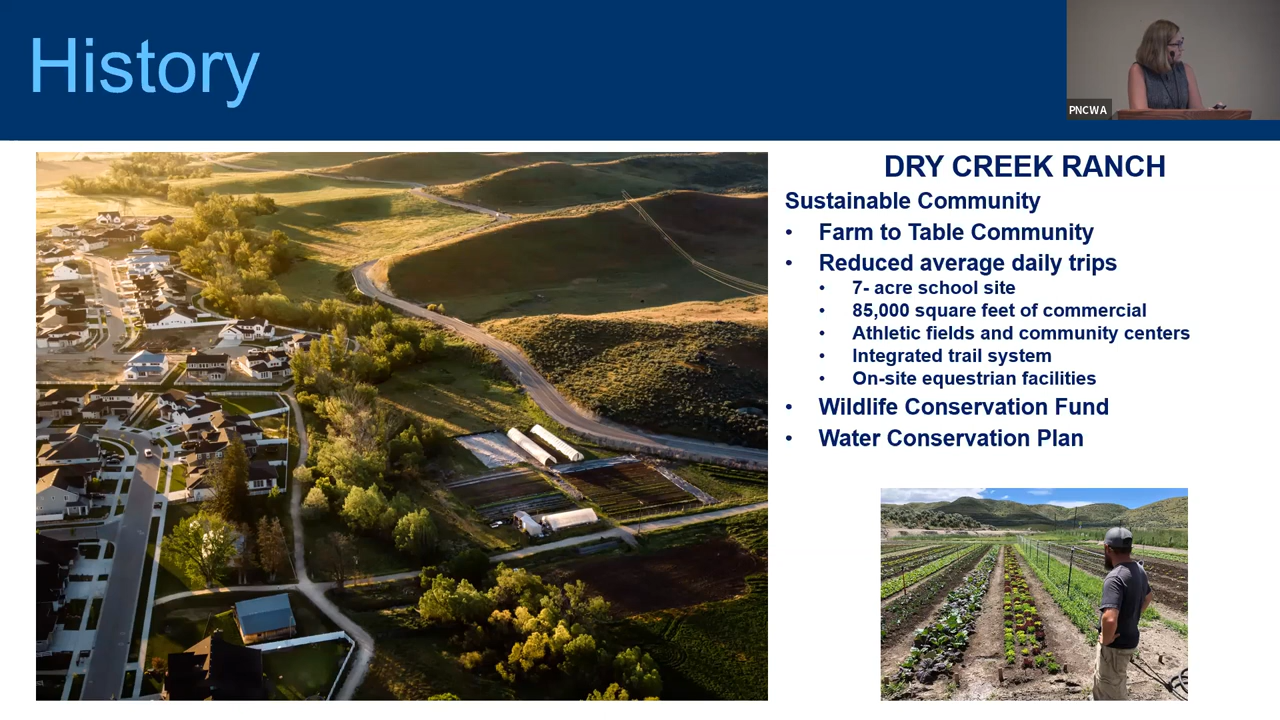 History
PNCWA
DRY CREEK RANCH
Sustainable Community
• Farm to Table Community
• Reduced average daily trips
• 7- acre school site
• 85,000 square feet of commercial
• Athletic fields and community centers
• Integrated trail system
• On-site equestrian facilities
• Wildlife Conservation Fund
• Water Conservation Plan